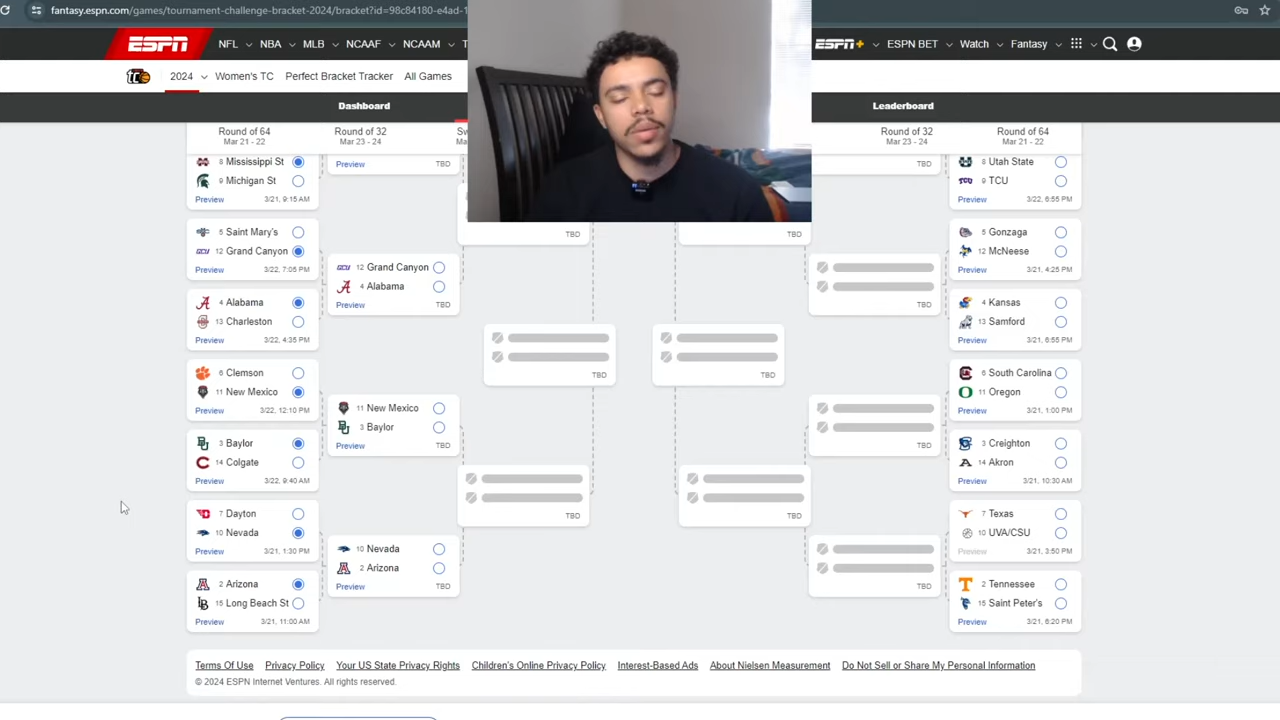 fantasy.espn.com/games/tournament-challenge-bracket-2024/bracket?id=98c84180-e4ad-1
ESPN NFL NBA MLB NCAAF NCAAM T ESPN+ ESPN BET Watch Fantasy
tc 2024 Women's TC Perfect Bracket Tracker All Games
Dashboard Leaderboard
Round of 64 Round of 32 Sw Round of 32 Round of 64
Mar 21 - 22 Mar 23 - 24 Ma Mar 23 - 24 Mar 21 - 22
8 Mississippi St
9 Michigan St
Preview 3/21, 9:15 AM
5 Saint Mary's
12 Grand Canyon
Preview 3/22, 7:05 PM
4 Alabama
13 Charleston
Preview 3/22, 4:35 PM
6 Clemson
11 New Mexico
Preview 3/22, 12:10 PM
3 Baylor
14 Colgate
Preview 3/22, 9:40 AM
7 Dayton
10 Nevada
Preview 3/21, 1:30 PM
2 Arizona
15 Long Beach St
Preview 3/21, 11:00 AM
Preview TBD
12 Grand Canyon
4 Alabama
Preview TBD
11 New Mexico
3 Baylor
Preview TBD
10 Nevada
2 Arizona
Preview TBD
TBD
TBD
TBD
TBD
TBD
TBD
TBD
TBD
TBD
TBD
8 Utah State
9 TCU
Preview 3/22, 6:55 PM
5 Gonzaga
12 McNeese
Preview 3/21, 4:25 PM
4 Kansas
13 Samford
Preview 3/21, 6:55 PM
6 South Carolina
11 Oregon
Preview 3/21, 1:00 PM
3 Creighton
14 Akron
Preview 3/21, 10:30 AM
7 Texas
10 UVA/CSU
Preview 3/21, 3:50 PM
2 Tennessee
15 Saint Peter's
Preview 3/21, 6:20 PM
Terms Of Use Privacy Policy Your US State Privacy Rights Children's Online Privacy Policy Interest-Based Ads About Nielsen Measurement Do Not Sell or Share My Personal Information
© 2024 ESPN Internet Ventures. All rights reserved.